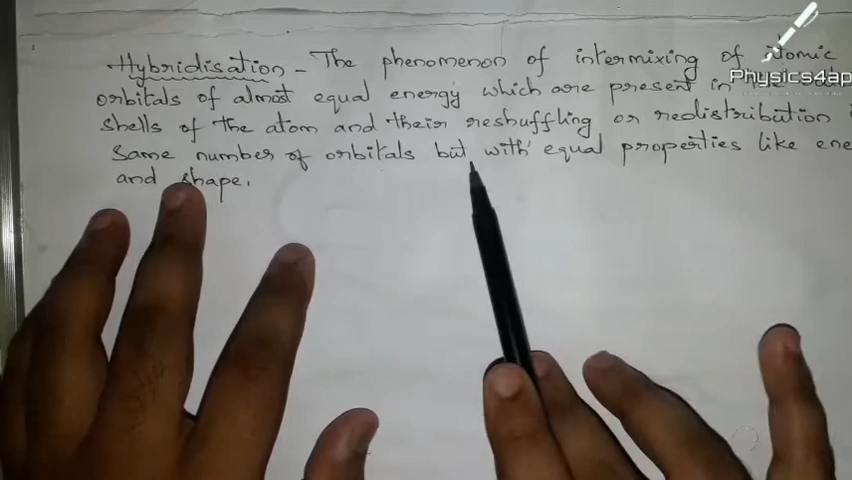 Hybridisation - The phenomenon of intermixing of atomic
orbitals of almost equal energy which are present in
shells of the atom and their reshuffling or redistribution
Same number of orbitals but with equal properties like
and shape.
Physics4ap